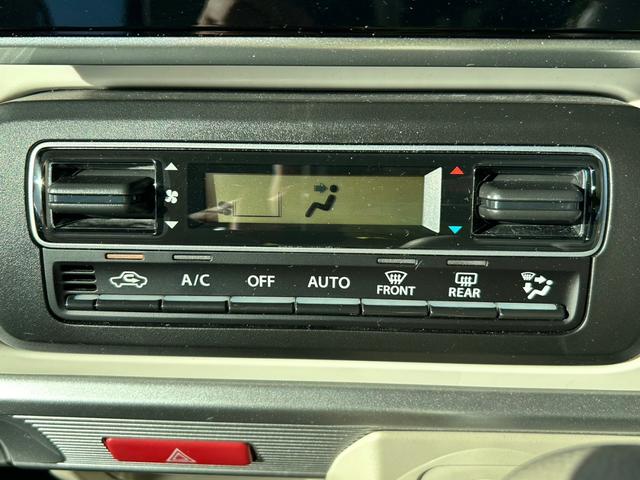 A/C OFF AUTO FRONT REAR